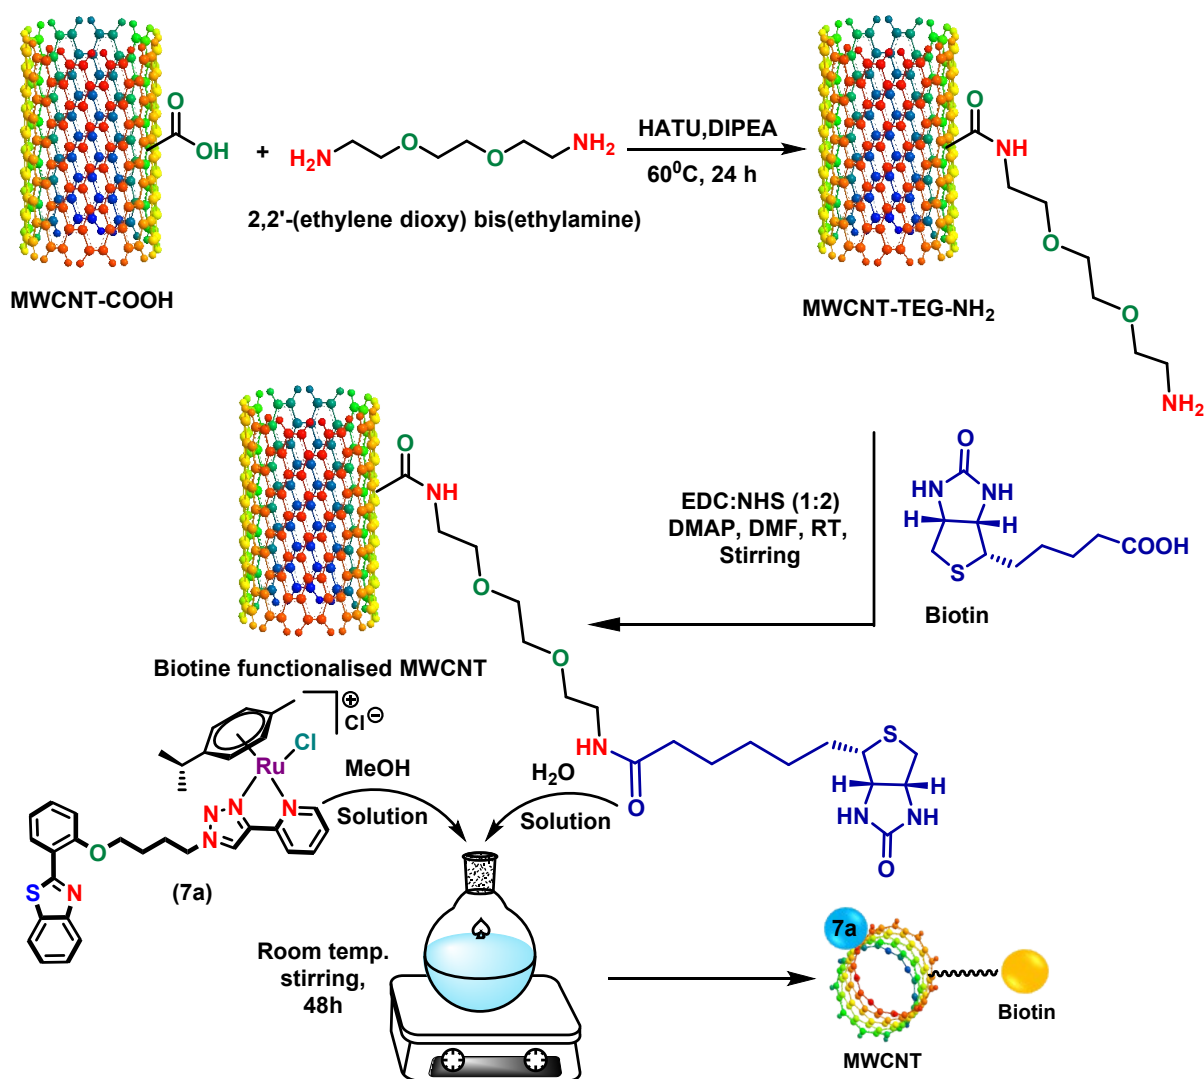 O
OH
+
H2N
O
O
NH2
HATU,DIPEA
60⁰C, 24 h
2,2'-(ethylene dioxy) bis(ethylamine)
MWCNT-COOH
O
NH
O
O
NH2
MWCNT-TEG-NH2
O
NH
O
O
HN
O
S
H
H
HN
NH
O
EDC:NHS (1:2)
DMAP, DMF, RT,
Stirring
O
HN
NH
H
H
S
COOH
Biotin
Biotine functionalised MWCNT
+
Cl −
Cl
Ru
N
N
N
N
O
S
N
(7a)
MeOH
Solution
H2O
Solution
Room temp.
stirring,
48h
7a
Biotin
MWCNT